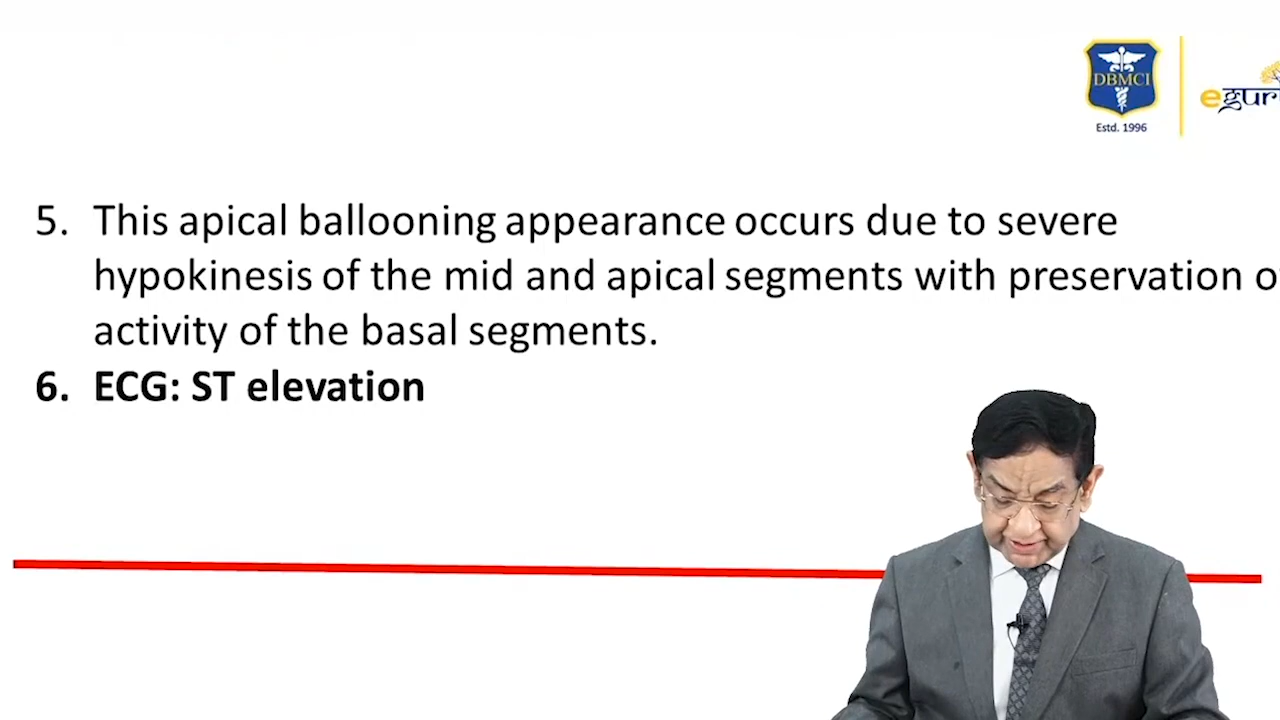 DBMCI
Estd. 1996
5. This apical ballooning appearance occurs due to severe
hypokinesis of the mid and apical segments with preservation
activity of the basal segments.
6. ECG: ST elevation